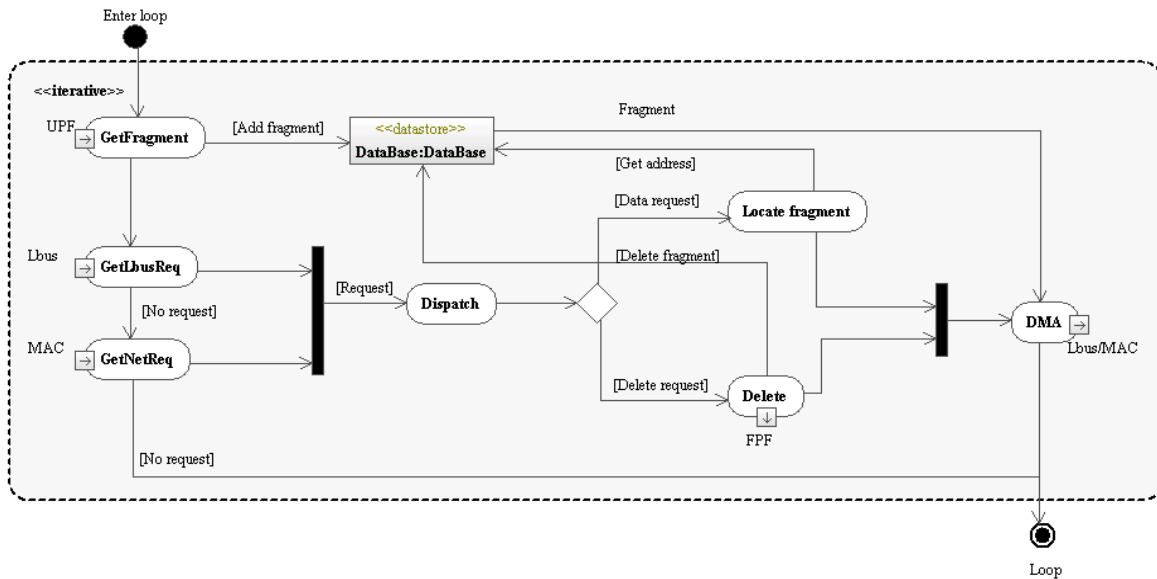 Enter loop
<<iterative>>
UPF
GetFragment
[Add fragment]
<<datastore>>
DataBase:DataBase
Fragment
[Get address]
[Data request]
Locate fragment
Lbus
GetLbusReq
[Delete fragment]
[Request]
Dispatch
[No request]
MAC
GetNetReq
DMA
Lbus/MAC
[Delete request]
Delete
FPF
[No request]
Loop